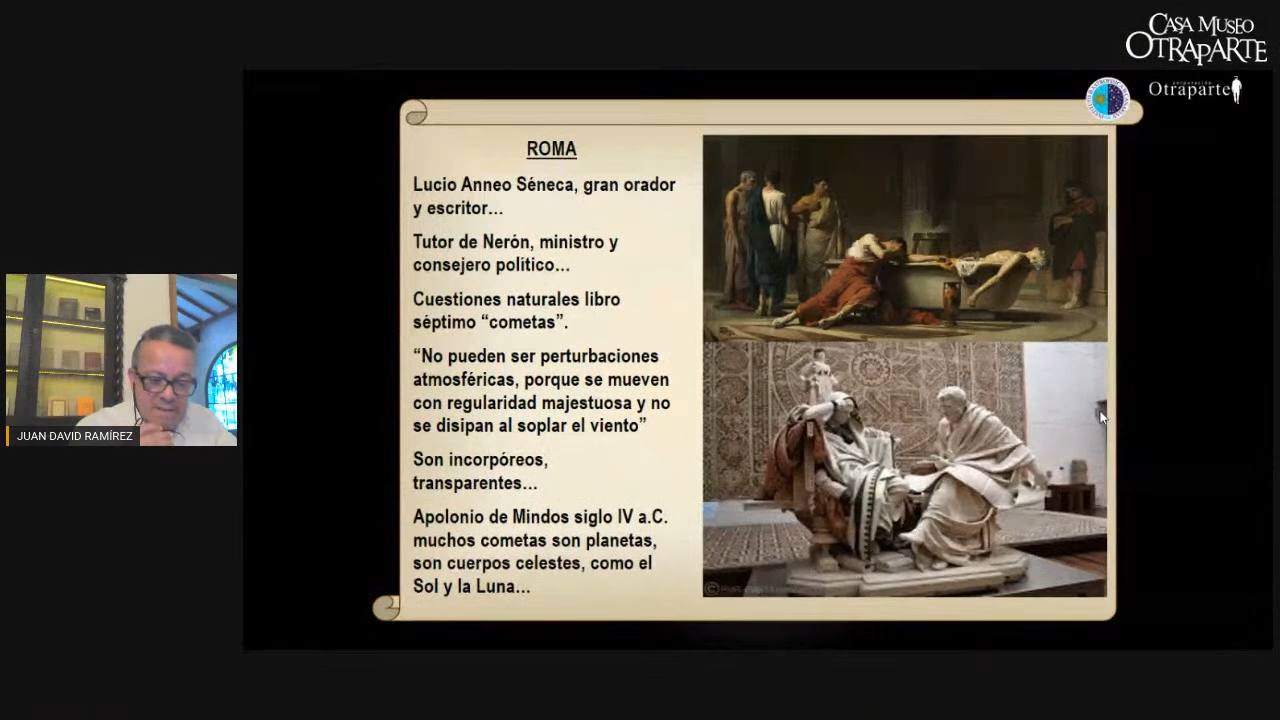 CASA MUSEO
OTRAPARTE
corporación
Otraparte
ROMA
Lucio Anneo Séneca, gran orador
y escritor…
Tutor de Nerón, ministro y
consejero político…
Cuestiones naturales libro
séptimo “cometas”.
“No pueden ser perturbaciones
atmosféricas, porque se mueven
con regularidad majestuosa y no
se disipan al soplar el viento”
Son incorpóreos,
transparentes…
Apolonio de Mindos siglo IV a.C.
muchos cometas son planetas,
son cuerpos celestes, como el
Sol y la Luna…
JUAN DAVID RAMÍREZ